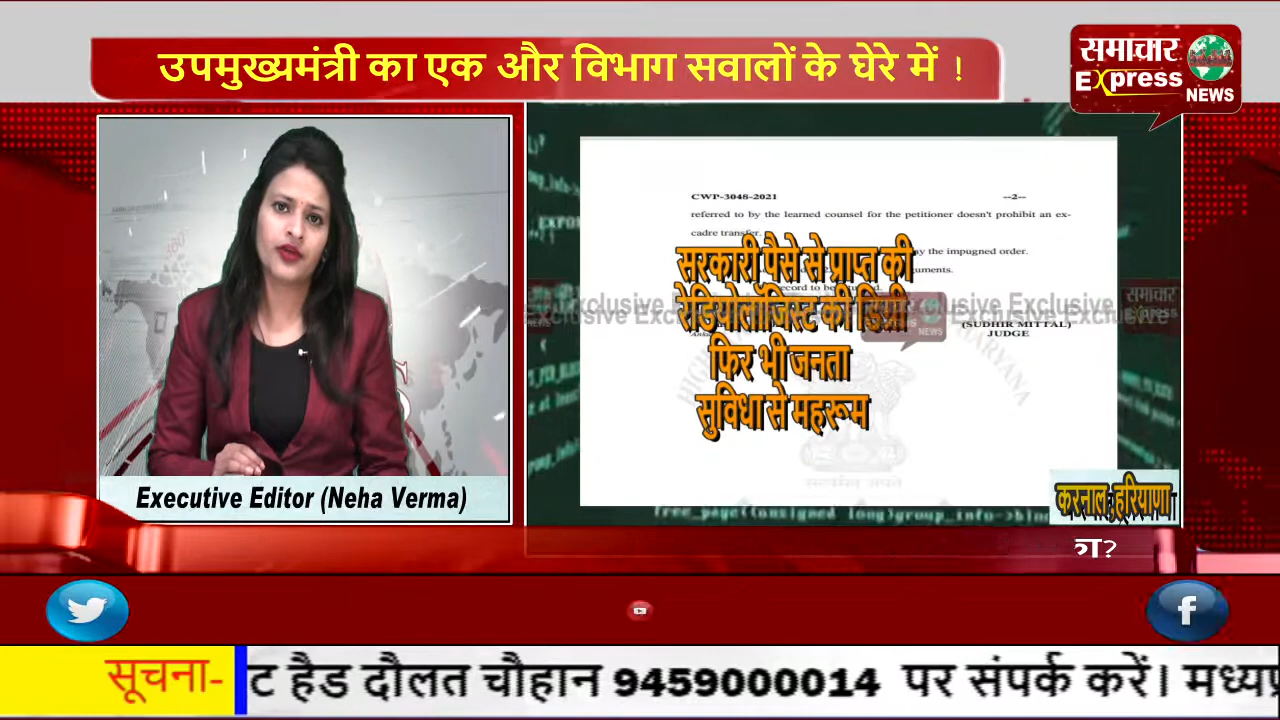 उपमुख्यमंत्री का एक और विभाग सवालों के घेरे में !
समाचार
Express
NEWS
CWP-3048-2021 --2--
referred to by the learned counsel for the petitioner doesn't prohibit an ex-
cadre transfer.
the impugned order.
record to be
(SUDHIR MITTAL)
JUDGE
सरकारी पैसे से प्राप्त की
रेडियोलॉजिस्ट की डिग्री
फिर भी जनता
सुविधा से महरूम
Exclusive Exclusive
Executive Editor (Neha Verma)
करनाल, हरियाणा
ग?
सूचना-
ट हैड दौलत चौहान 9459000014 पर संपर्क करें। मध्यप्र